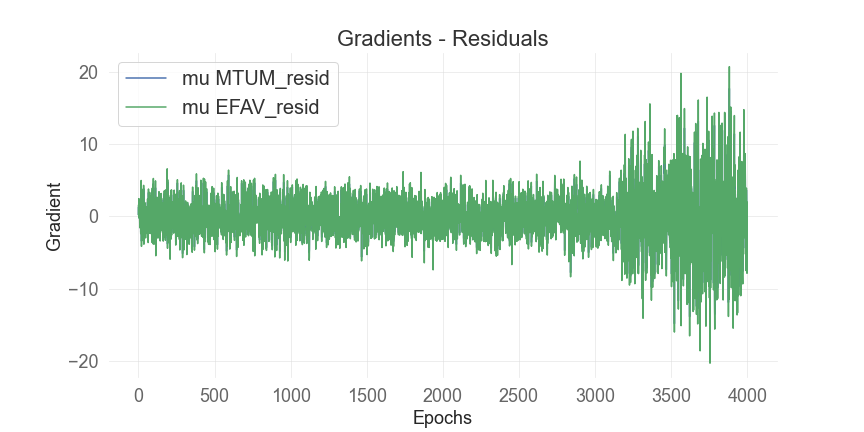 Gradients - Residuals
mu MTUM_resid
mu EFAV_resid
Gradient
20
10
0
−10
−20
0 500 1000 1500 2000 2500 3000 3500 4000
Epochs